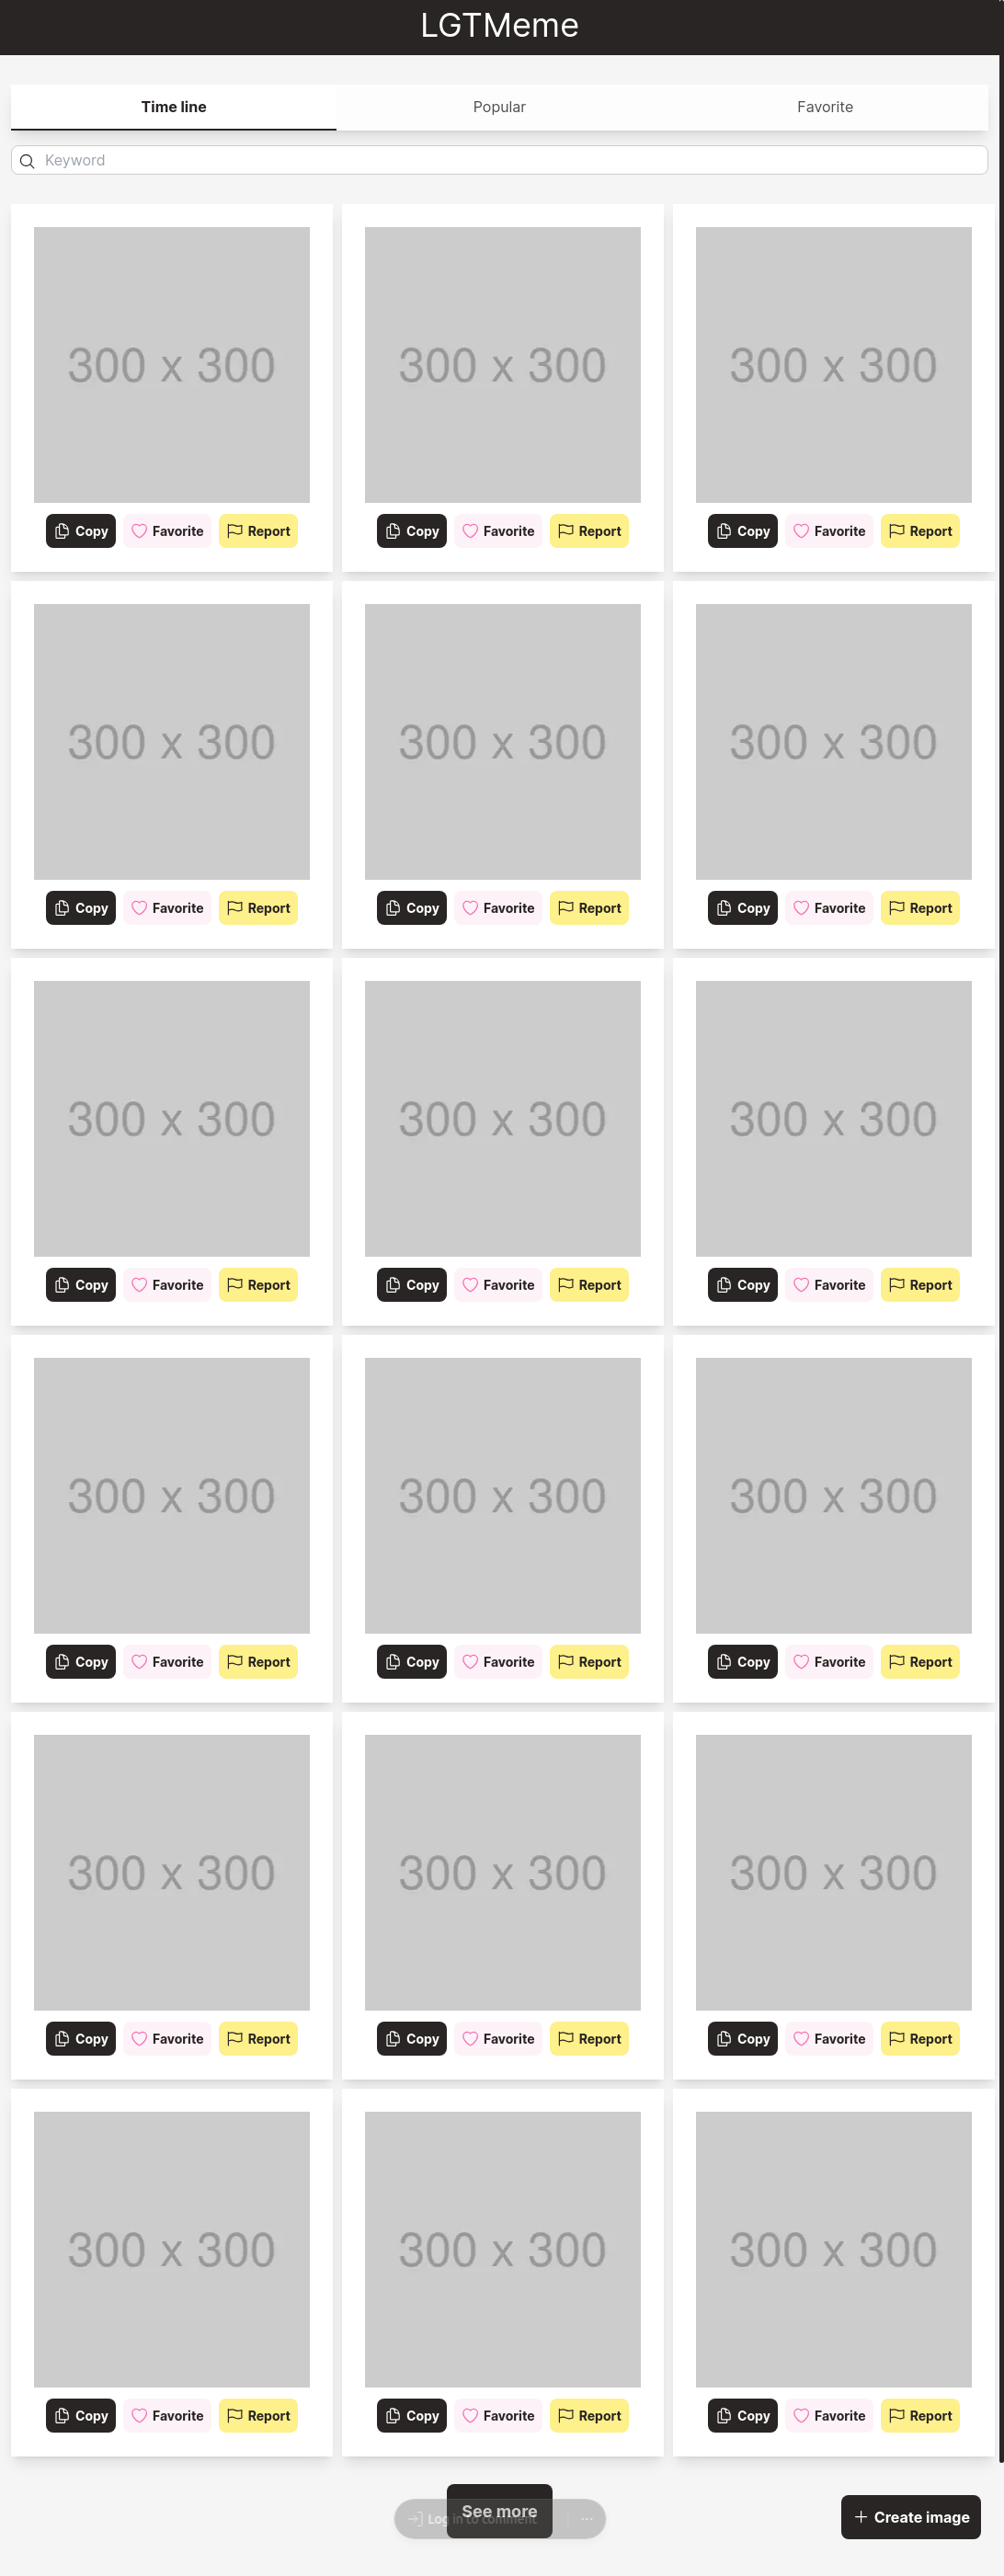 LGTMeme
Time line Popular Favorite
Keyword
300 x 300 300 x 300 300 x 300
Copy Favorite Report Copy Favorite Report Copy Favorite Report
300 x 300 300 x 300 300 x 300
Copy Favorite Report Copy Favorite Report Copy Favorite Report
300 x 300 300 x 300 300 x 300
Copy Favorite Report Copy Favorite Report Copy Favorite Report
300 x 300 300 x 300 300 x 300
Copy Favorite Report Copy Favorite Report Copy Favorite Report
300 x 300 300 x 300 300 x 300
Copy Favorite Report Copy Favorite Report Copy Favorite Report
300 x 300 300 x 300 300 x 300
Copy Favorite Report Copy Favorite Report Copy Favorite Report
See more
Log in to comment
Create image